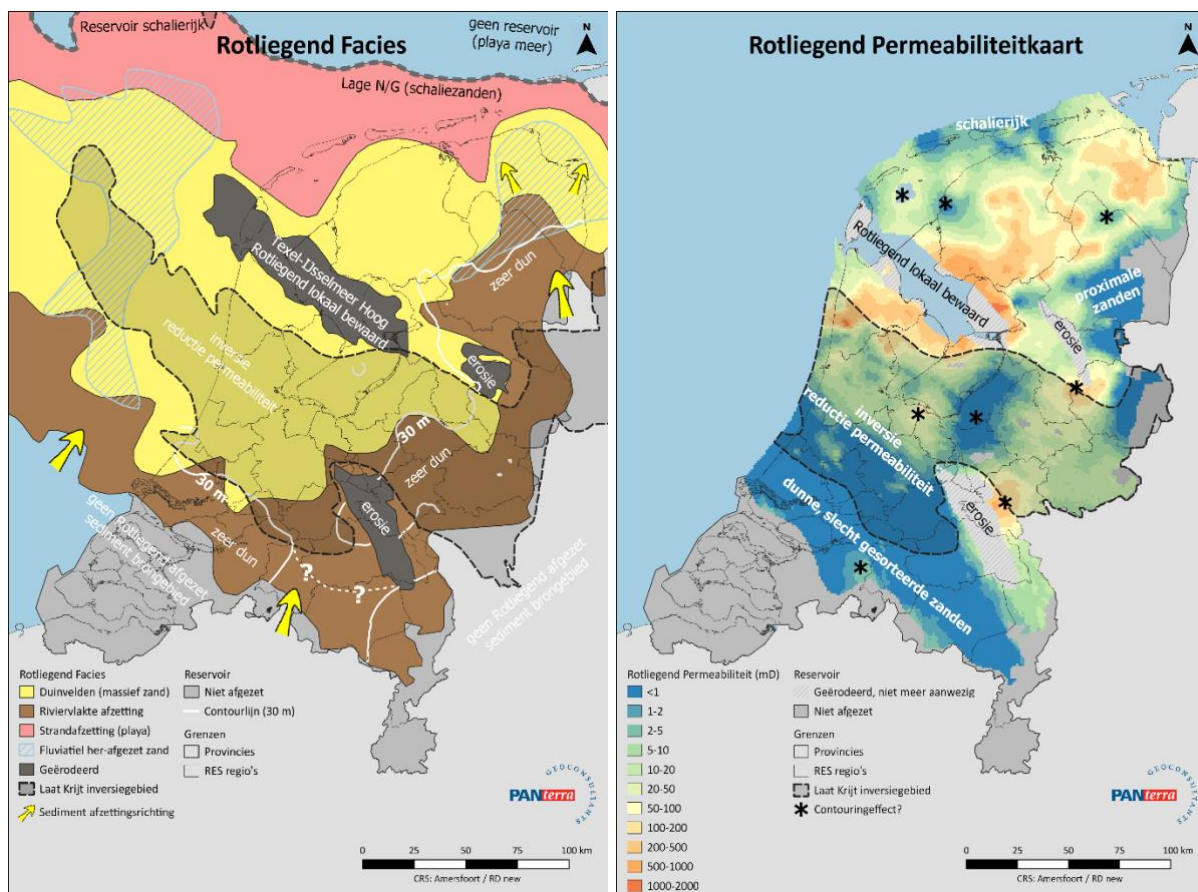 Rotliegend Facies
Reservoir schalierijk
geen reservoir
(playa meer)
N
Lage N/G (schaliezanden)
Texel-IJsselmeer Hoog
Rotliegend lokaal bewaard
zeer dun
inversie
reductie permeabiliteit
erosie
30 m
zeer dun
30 m
erosie
zeer dun
geen Rotliegend afgezet
sediment brongebied
?
?
geen Rotliegend afgezet
sediment brongebied
Rotliegend Facies
Duinvelden (massief zand)
Riviervlakte afzetting
Strandafzetting (playa)
Fluviatiel her-afgezet zand
Geërodeerd
Laat Krijt inversiegebied
Sediment afzettingsrichting
Reservoir
Niet afgezet
Contourlijn (30 m)
Grenzen
Provincies
RES regio's
PANterra
GEOCONSULTANTS
0 25 50 75 100 km
CRS: Amersfoort / RD new
Rotliegend Permeabiliteitkaart
N
schalierijk
Rotliegend lokaal bewaard
proximale
zanden
erosie
inversie
reductie permeabiliteit
dunne, slecht gesorteerde zanden
erosie
Rotliegend Permeabiliteit (mD)
<1
1-2
2-5
5-10
10-20
20-50
50-100
100-200
200-500
500-1000
1000-2000
Reservoir
Geërodeerd, niet meer aanwezig
Niet afgezet
Grenzen
Provincies
RES regio's
Laat Krijt inversiegebied
Contouringeffect?
PANterra
GEOCONSULTANTS
0 25 50 75 100 km
CRS: Amersfoort / RD new